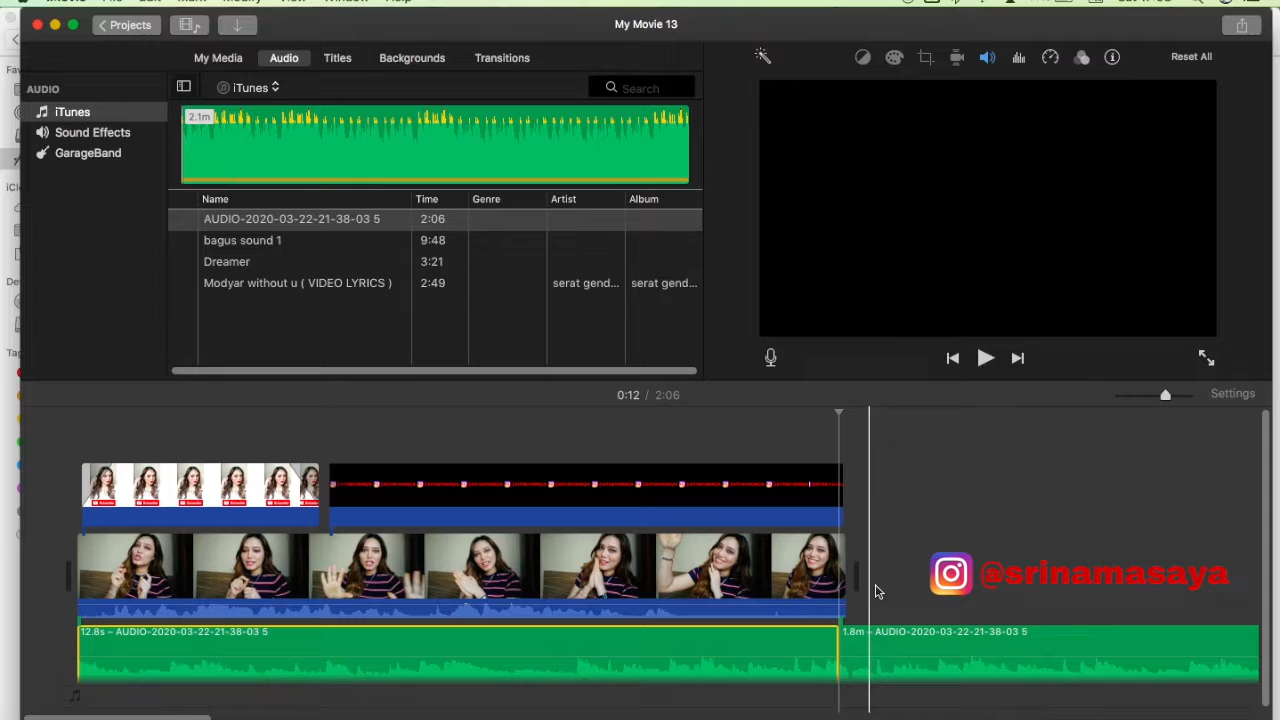 My Movie 13
Projects
My Media Audio Titles Backgrounds Transitions
Reset All
AUDIO
iTunes
Search
iTunes
Sound Effects
GarageBand
2.1m
Name Time Genre Artist Album
AUDIO-2020-03-22-21-38-03 5 2:06
bagus sound 1 9:48
Dreamer 3:21
Modyar without u ( VIDEO LYRICS ) 2:49 serat gend... serat gend...
0:12 / 2:06
Settings
@srinamasaya
12.8s – AUDIO-2020-03-22-21-38-03 5
1.8m – AUDIO-2020-03-22-21-38-03 5